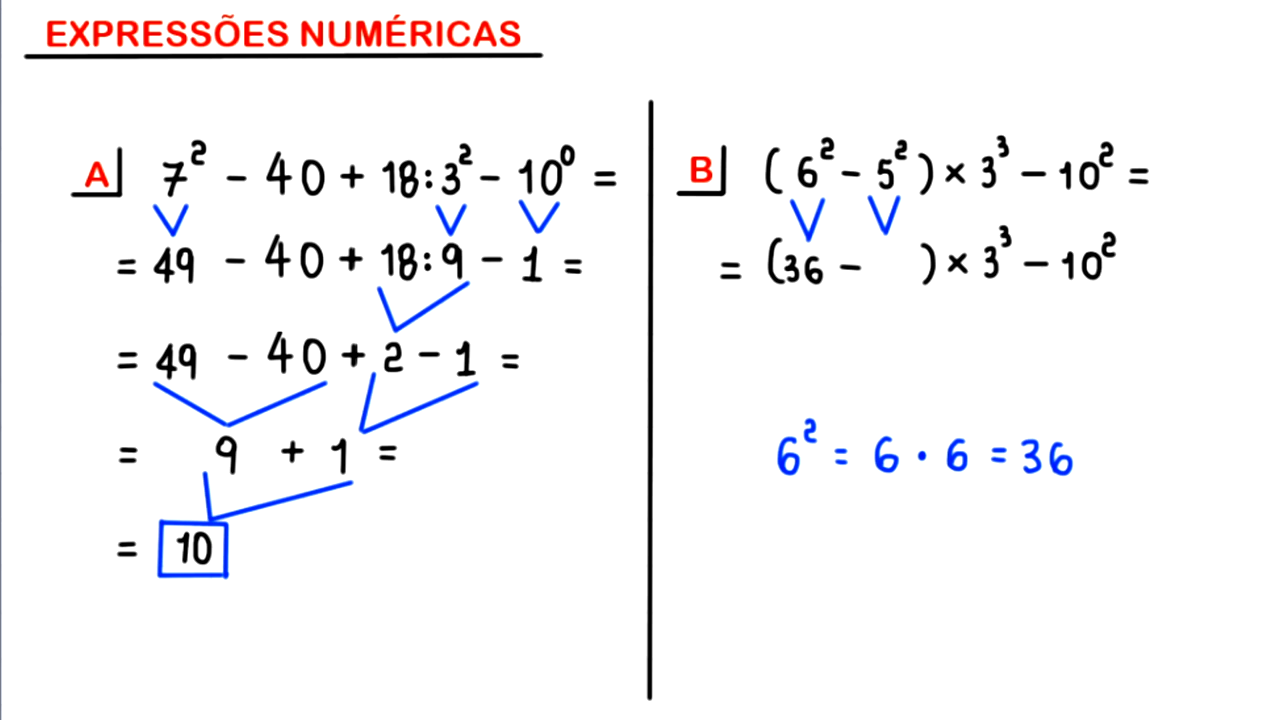 EXPRESSÕES NUMÉRICAS
A 7² - 40 + 18:3² - 10⁰ =
= 49 - 40 + 18:9 - 1 =
= 49 - 40 + 2 - 1 =
= 9 + 1 =
= 10
B (6² - 5²) × 3³ - 10² =
= (36 - ) × 3³ - 10²
6² = 6 · 6 = 36